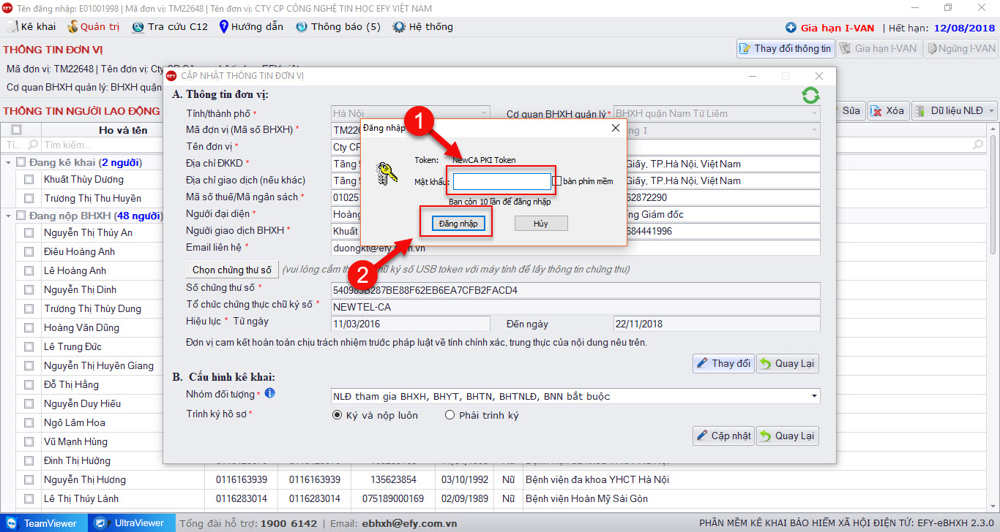 EFY Tên đăng nhập: E01001998 | Mã đơn vị: TM22648 | Tên đơn vị: CTY CP CÔNG NGHỆ TIN HỌC EFY VIỆT NAM
Kê khai Quản trị Tra cứu C12 Hướng dẫn Thông báo (5) Hệ thống Gia hạn I-VAN | Hết hạn: 12/08/2018
THÔNG TIN ĐƠN VỊ Thay đổi thông tin Gia hạn I-VAN Ngừng I-VAN
Mã đơn vị: TM22648 | Tên đơn vị: Cty
Cơ quan BHXH quản lý: BHXH quận
THÔNG TIN NGƯỜI LAO ĐỘNG Sửa Xóa Dữ liệu NLĐ
Họ và tên
Ti... Tìm kiếm...
Đang kê khai (2 người)
Khuất Thùy Dương
Trương Thị Thu Huyền
Đang nộp BHXH (48 người)
Nguyễn Thị Thúy An
Điêu Hoàng Anh
Lê Hoàng Anh
Nguyễn Thị Dinh
Trương Thị Thùy Dung
Hoàng Văn Dũng
Lê Trung Đức
Nguyễn Thị Huyền Giang
Đỗ Thị Hằng
Nguyễn Duy Hiếu
Ngô Lâm Hoa
Vũ Mạnh Hùng
Đinh Thị Hưởng
Nguyễn Thị Hương 0116163939 0116163939 135623854 03/10/1992 Nữ Bệnh viện đa khoa YHCT Hà Nội
Lê Thị Thúy Lành 0116283014 0116283014 075189000169 02/09/1989 Nữ Bệnh viện Hoàn Mỹ Sài Gòn
EFY CẬP NHẬT THÔNG TIN ĐƠN VỊ
A. Thông tin đơn vị:
Tỉnh/thành phố * Hà Nội Cơ quan BHXH quản lý * BHXH quận Nam Từ Liêm
Mã đơn vị (Mã số BHXH) * TM22 I
Tên đơn vị * Cty CP
Địa chỉ ĐKKD * Tầng 9 Giấy, TP.Hà Nội, Việt Nam
Địa chỉ giao dịch (nếu khác) Tầng 9 Giấy, TP.Hà Nội, Việt Nam
Mã số thuế/Mã ngân sách * 01025 62872290
Người đại diện * Hoàng Giám đốc
Người giao dịch BHXH * Khuất 684441996
Email liên hệ * duongkt@efy.com.vn
Chọn chứng thư số (vui lòng cắm th ữ ký số USB token với máy tính để lấy thông tin chứng thư)
Số chứng thư số * 540983B287BE88F62EB6EA7CFB2FACD4
Tổ chức chứng thực chữ ký số * NEWTEL-CA
Hiệu lực * Từ ngày 11/03/2016 Đến ngày 22/11/2018
Đơn vị cam kết hoàn toàn chịu trách nhiệm trước pháp luật về tính chính xác, trung thực của nội dung nêu trên.
Thay đổi Quay Lại
B. Cấu hình kê khai:
Nhóm đối tượng * NLĐ tham gia BHXH, BHYT, BHTN, BHTNLĐ, BNN bắt buộc
Trình ký hồ sơ * Ký và nộp luôn Phải trình ký
Cập nhật Quay Lại
Đăng nhập
1
Token: NewCA PKI Token
Mật khẩu: bàn phím mềm
Bạn còn 10 lần để đăng nhập
Đăng nhập Hủy
2
TeamViewer UltraViewer Tổng đài hỗ trợ: 1900 6142 | Email: ebhxh@efy.com.vn PHẦN MỀM KÊ KHAI BẢO HIỂM XÃ HỘI ĐIỆN TỬ: EFY-eBHXH 2.3.0